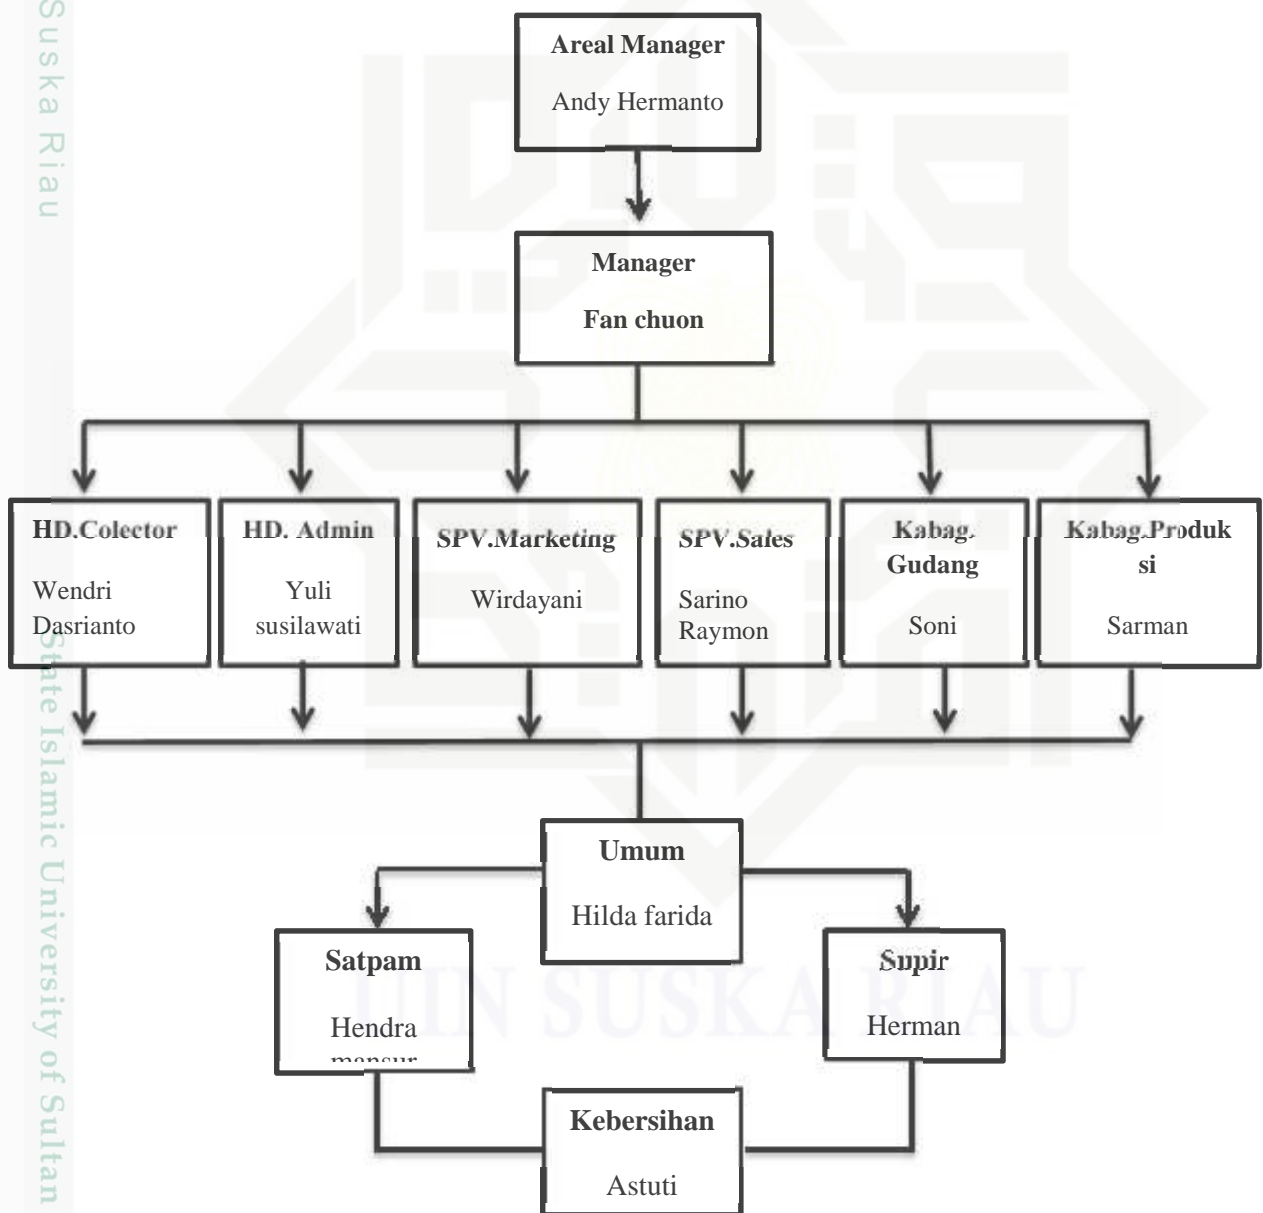 Suska Riau
State Islamic University of Sultan
Areal Manager
Andy Hermanto
Manager
Fan chuon
HD.Colector
Wendri
Dasrianto
HD. Admin
Yuli
susilawati
SPV.Marketing
Wirdayani
SPV.Sales
Sarino
Raymon
Kabag.
Gudang
Soni
Kabag.Produk
si
Sarman
Umum
Hilda farida
Satpam
Hendra
mansur
Supir
Herman
UIN SUSKA RIAU
Kebersihan
Astuti